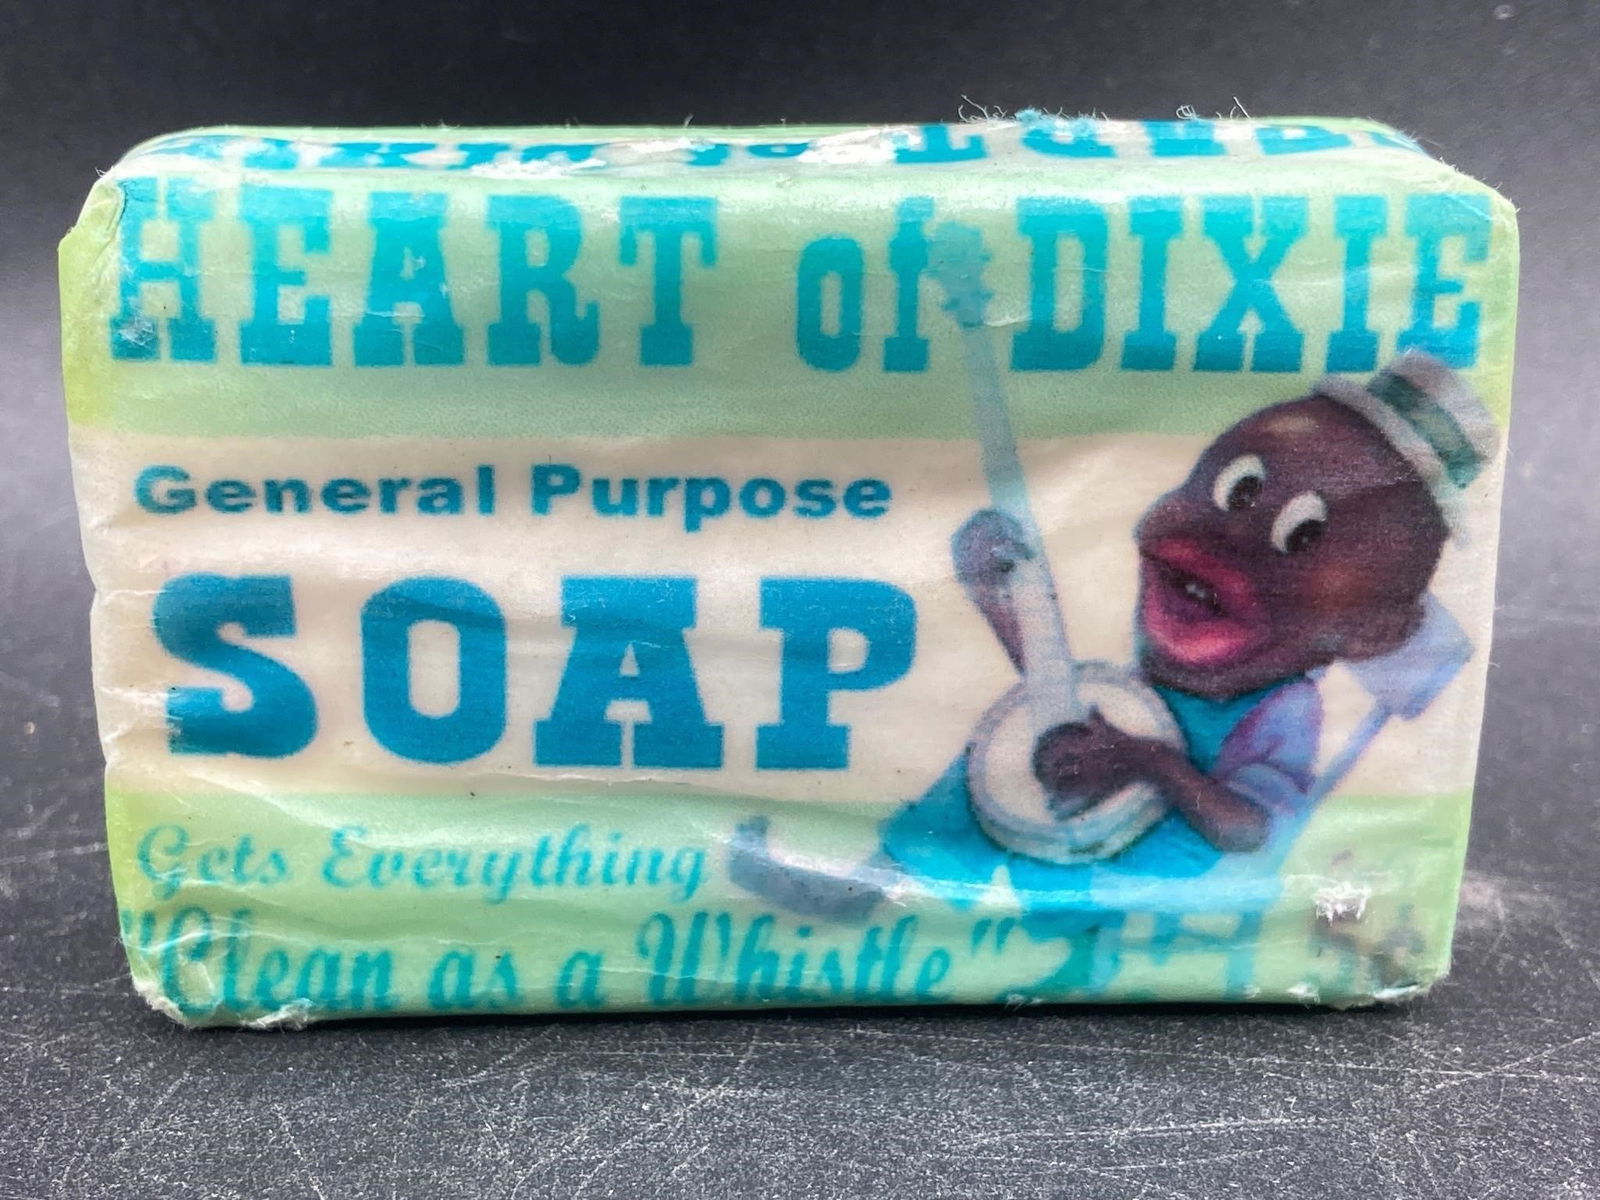 HEART of DIXIE
General Purpose
SOAP
Gets Everything
"Clean as a Whistle"